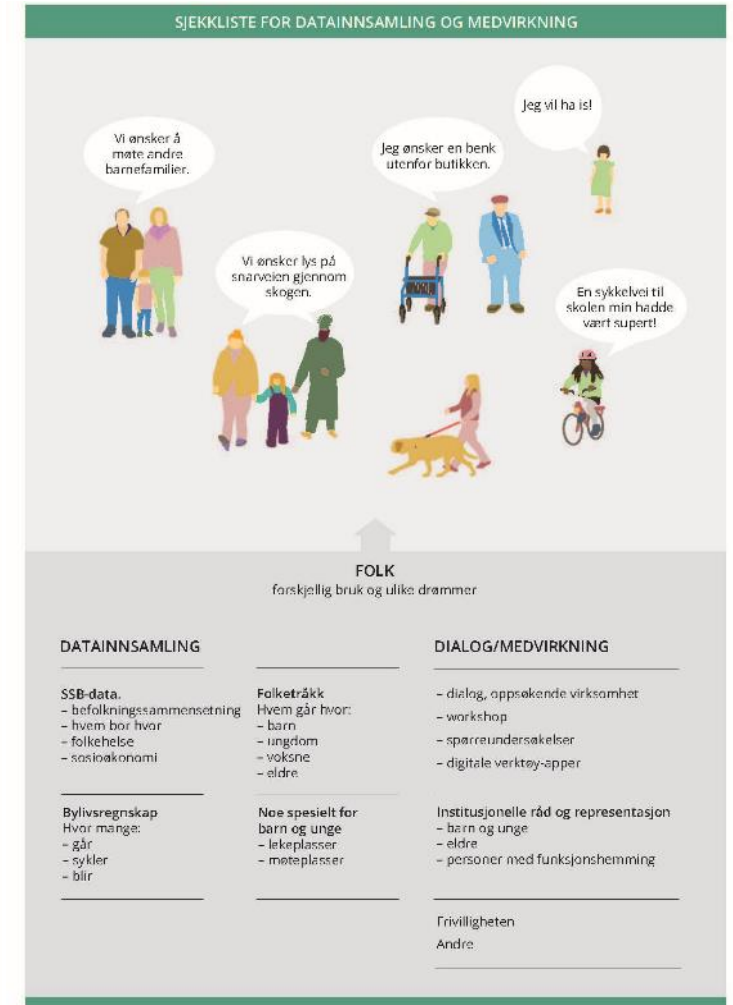 SJEKKLISTE FOR DATAINNSAMLING OG MEDVIRKNING
Jeg vil ha is!
Vi ønsker å
møte andre
barnefamilier.
Jeg ønsker en benk
utenfor butikken.
Vi ønsker lys på
snarveien gjennom
skogen.
En sykkelvei til
skolen min hadde
vært supert!
FOLK
forskjellig bruk og ulike drømmer
DATAINNSAMLING
SSB-data.
– befolkningssammensetning
– hvem bor hvor
– folkehelse
– sosioøkonomi
Bylivsregnskap
Hvor mange:
– går
– sykler
– blir
Folketråkk
Hvem går hvor:
– barn
– ungdom
– voksne
– eldre
Noe spesielt for
barn og unge
– lekeplasser
– møteplasser
DIALOG/MEDVIRKNING
– dialog, oppsøkende virksomhet
– workshop
– spørreundersøkelser
– digitale verktøy-apper
Institusjonelle råd og representasjon
– barn og unge
– eldre
– personer med funksjonshemming
Frivilligheten
Andre